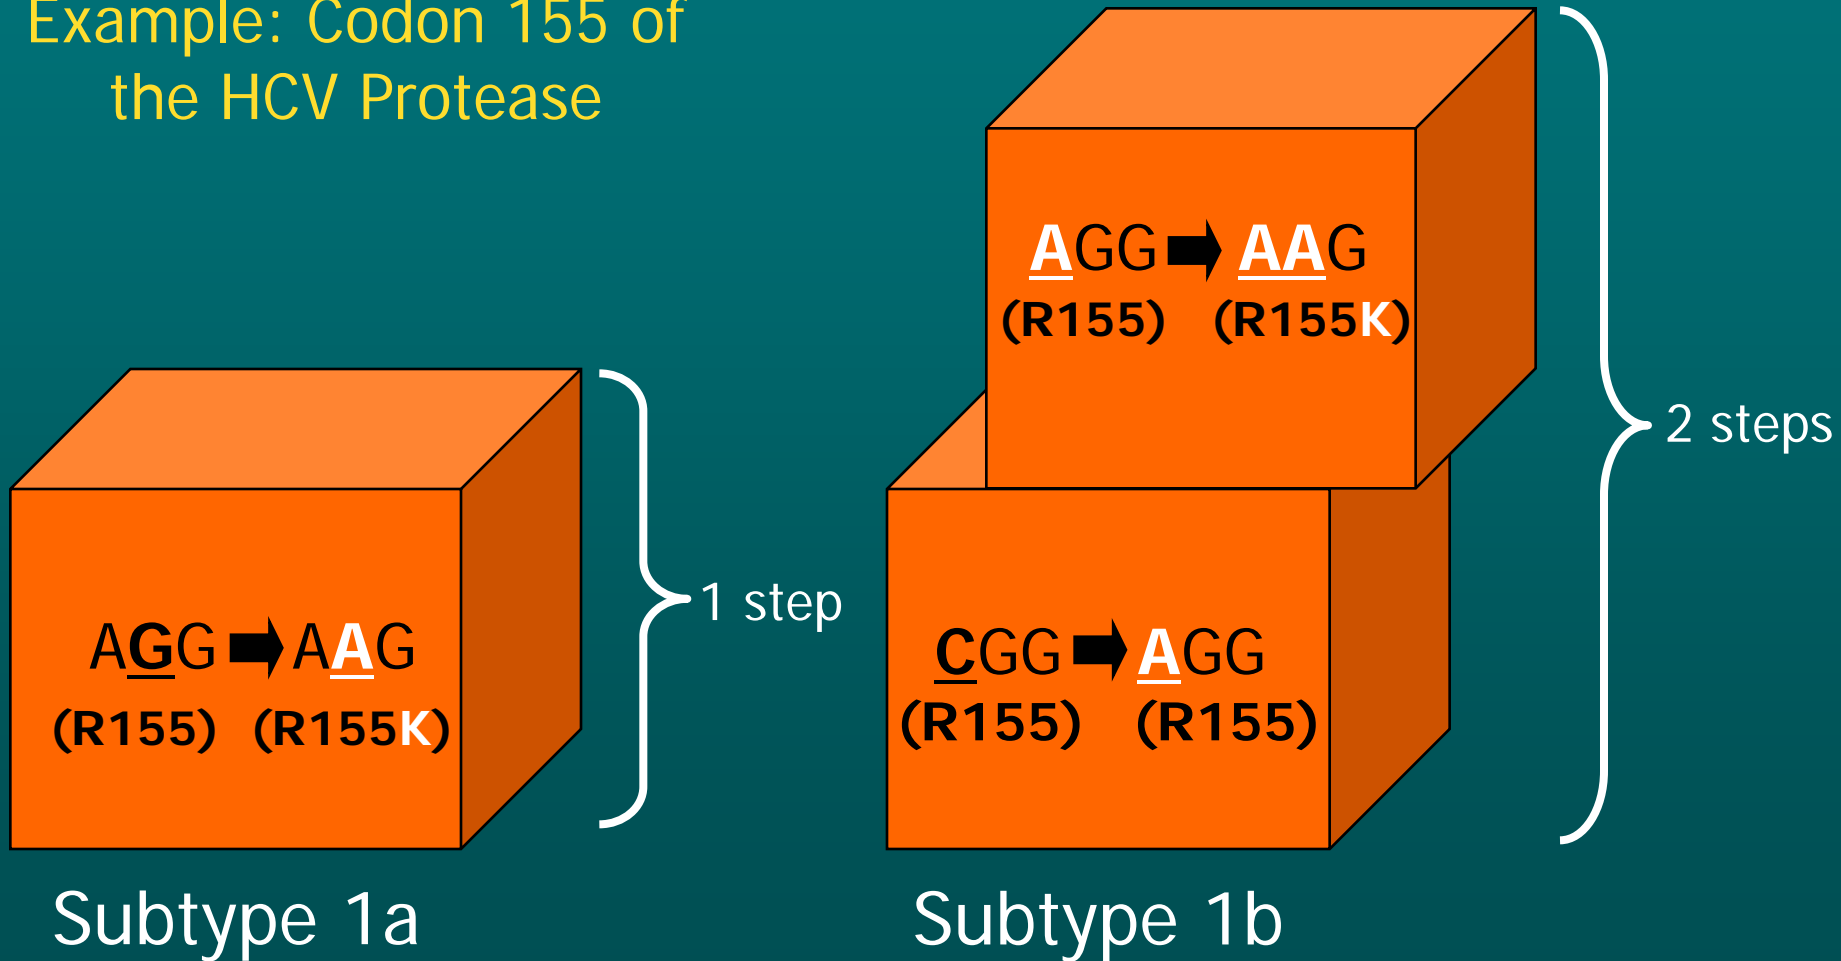 Example: Codon 155 of
the HCV Protease
AGG AAG
(R155) (R155K)
1 step
Subtype 1a
AGG AAG
(R155) (R155K)
CGG AGG
(R155) (R155)
2 steps
Subtype 1b